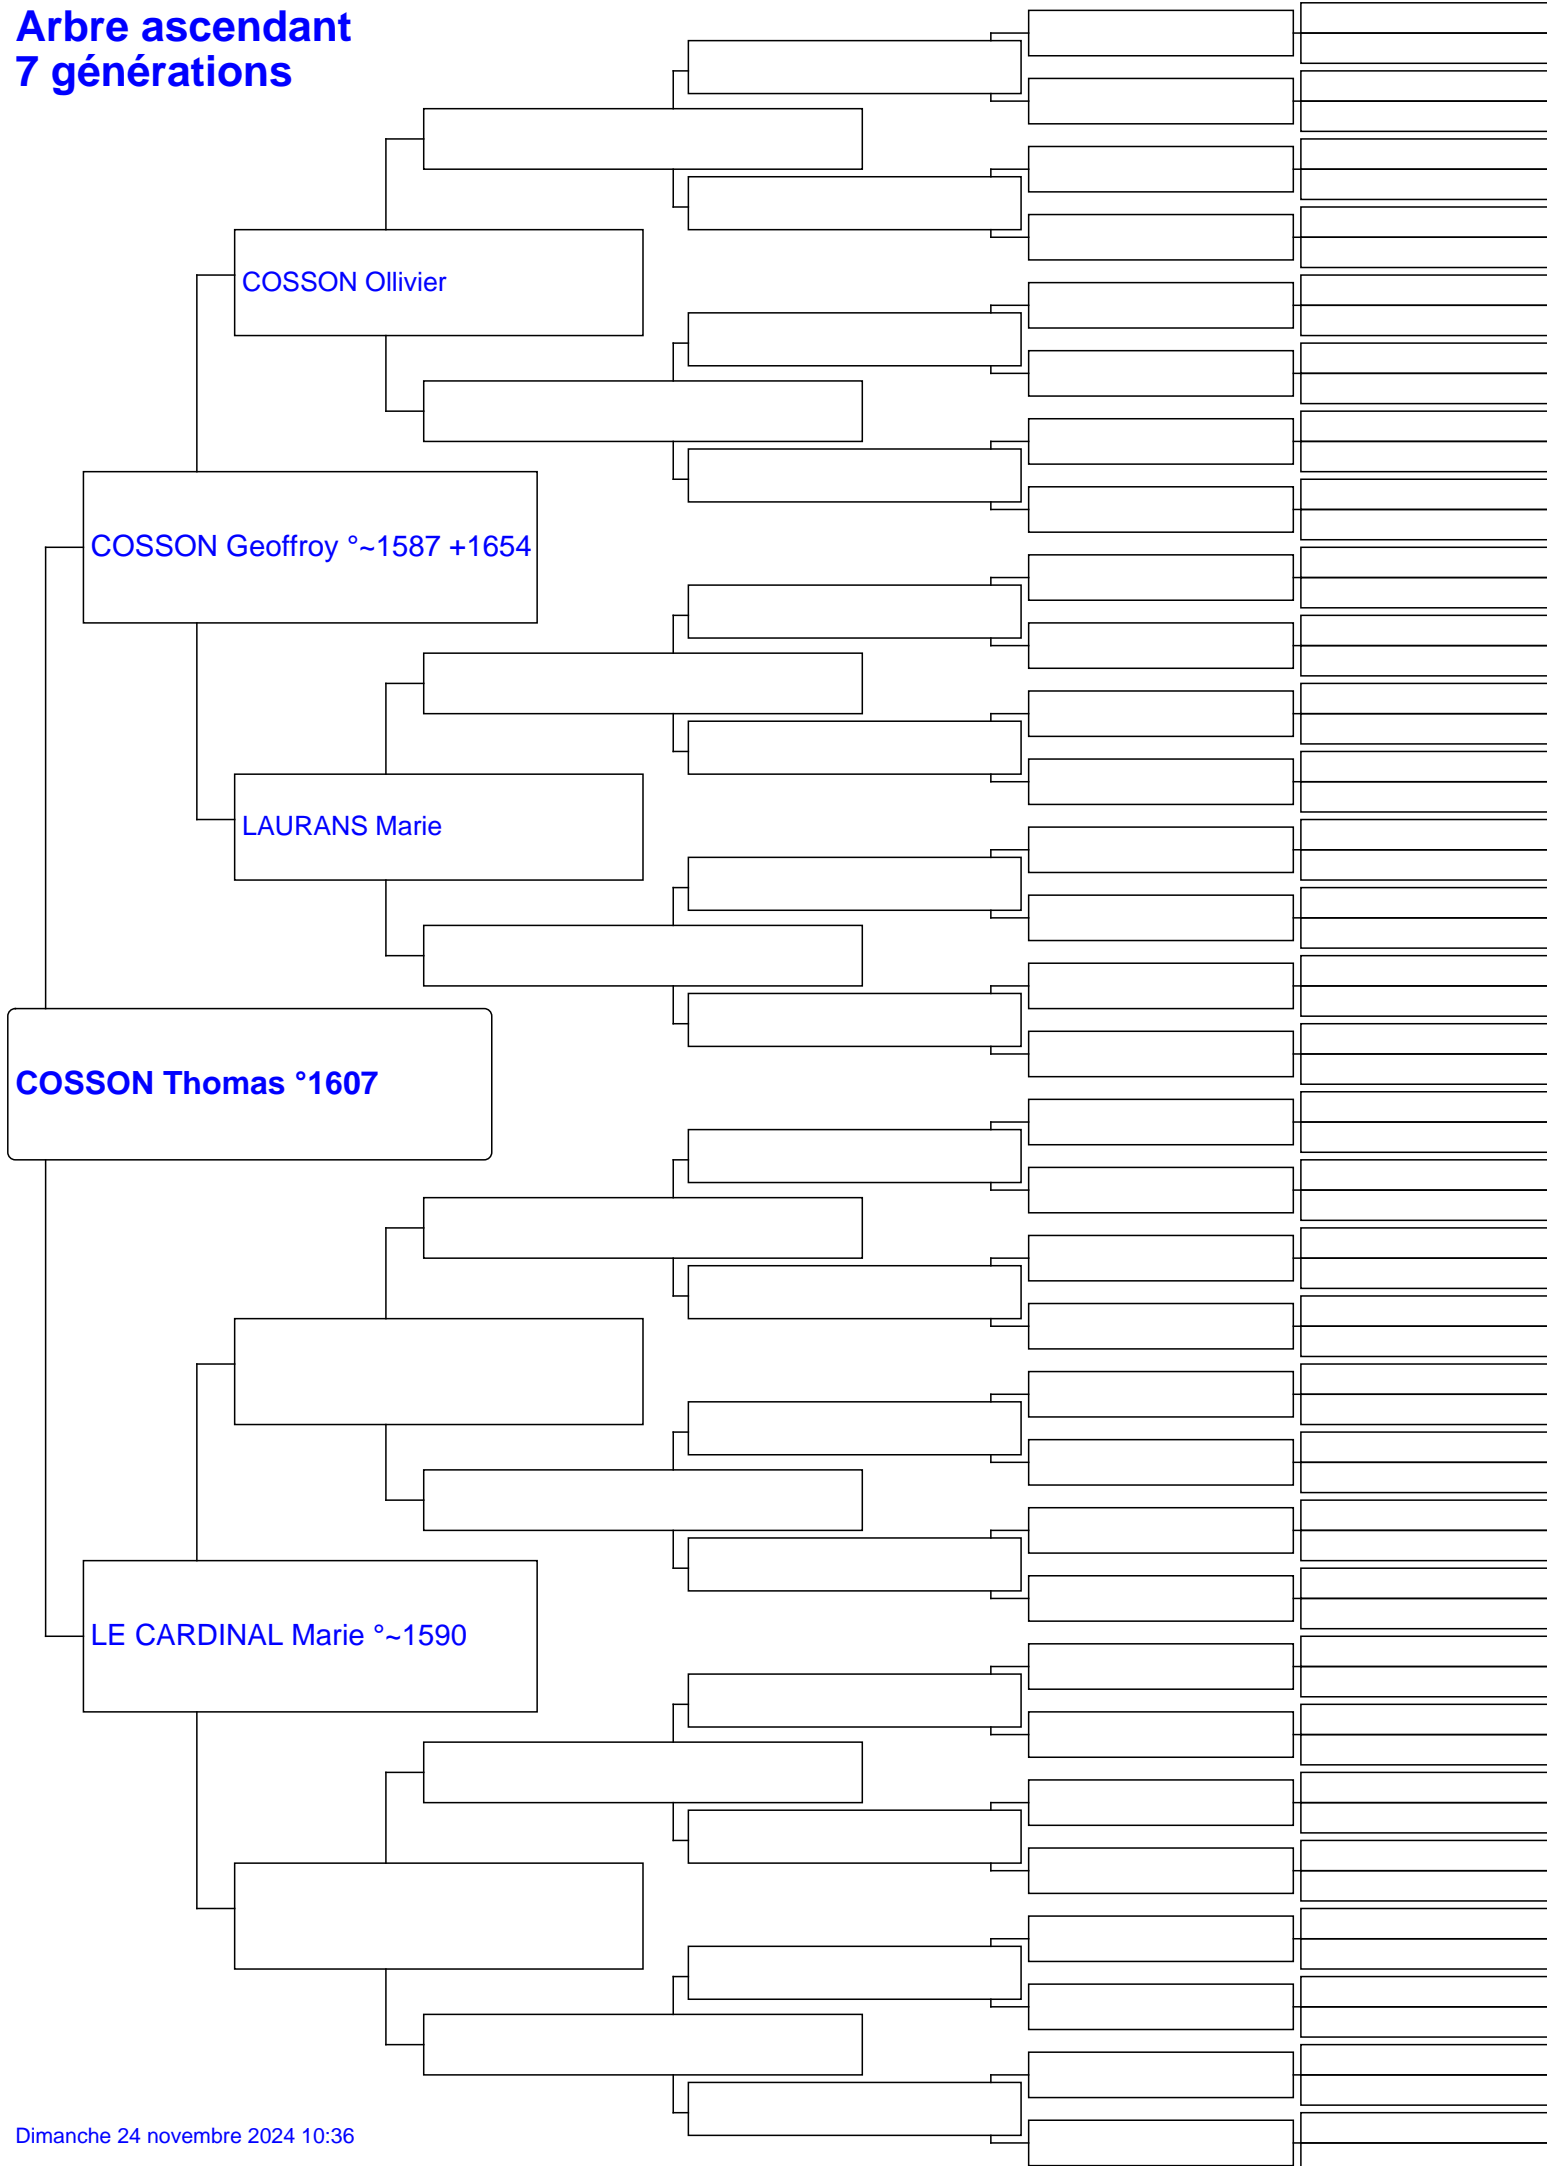 Arbre ascendant
7 générations
COSSON Ollivier
COSSON Geoffroy °~1587 +1654
LAURANS Marie
COSSON Thomas °1607
LE CARDINAL Marie °~1590
Dimanche 24 novembre 2024 10:36